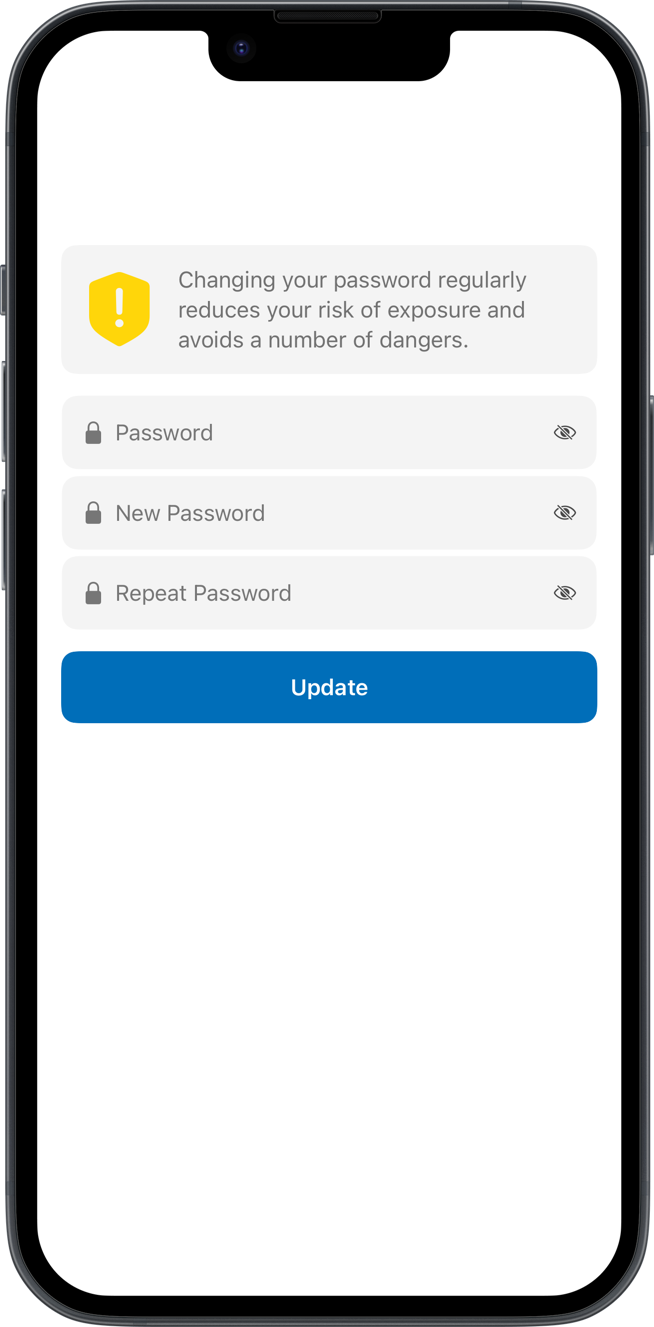 Changing your password regularly
reduces your risk of exposure and
avoids a number of dangers.
Password
New Password
Repeat Password
Update